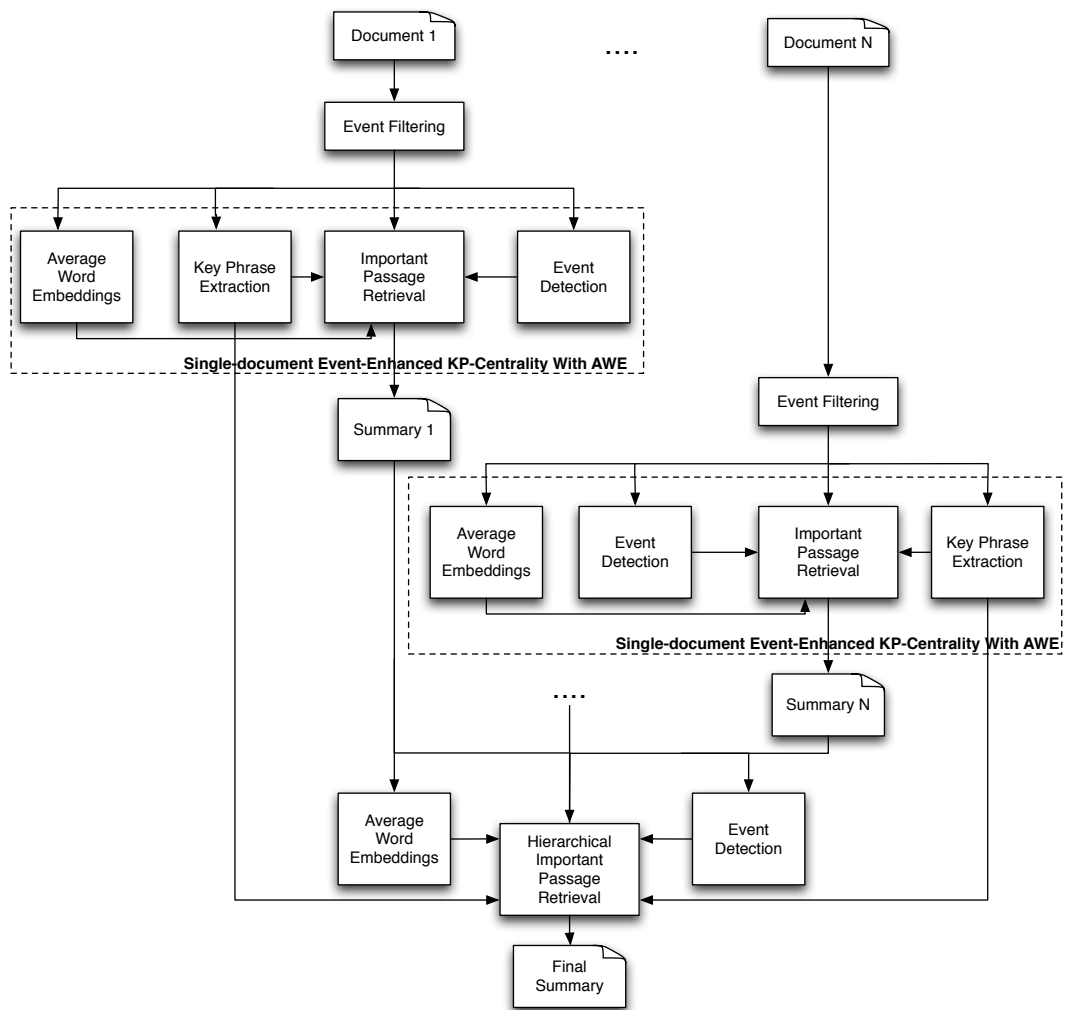 Document 1
....
Document N
Event Filtering
Average
Word
Embeddings
Key Phrase
Extraction
Important
Passage
Retrieval
Event
Detection
Single-document Event-Enhanced KP-Centrality With AWE
Event Filtering
Summary 1
Average
Word
Embeddings
Event
Detection
Important
Passage
Retrieval
Key Phrase
Extraction
Single-document Event-Enhanced KP-Centrality With AWE
....
Summary N
Average
Word
Embeddings
Hierarchical
Important
Passage
Retrieval
Event
Detection
Final
Summary